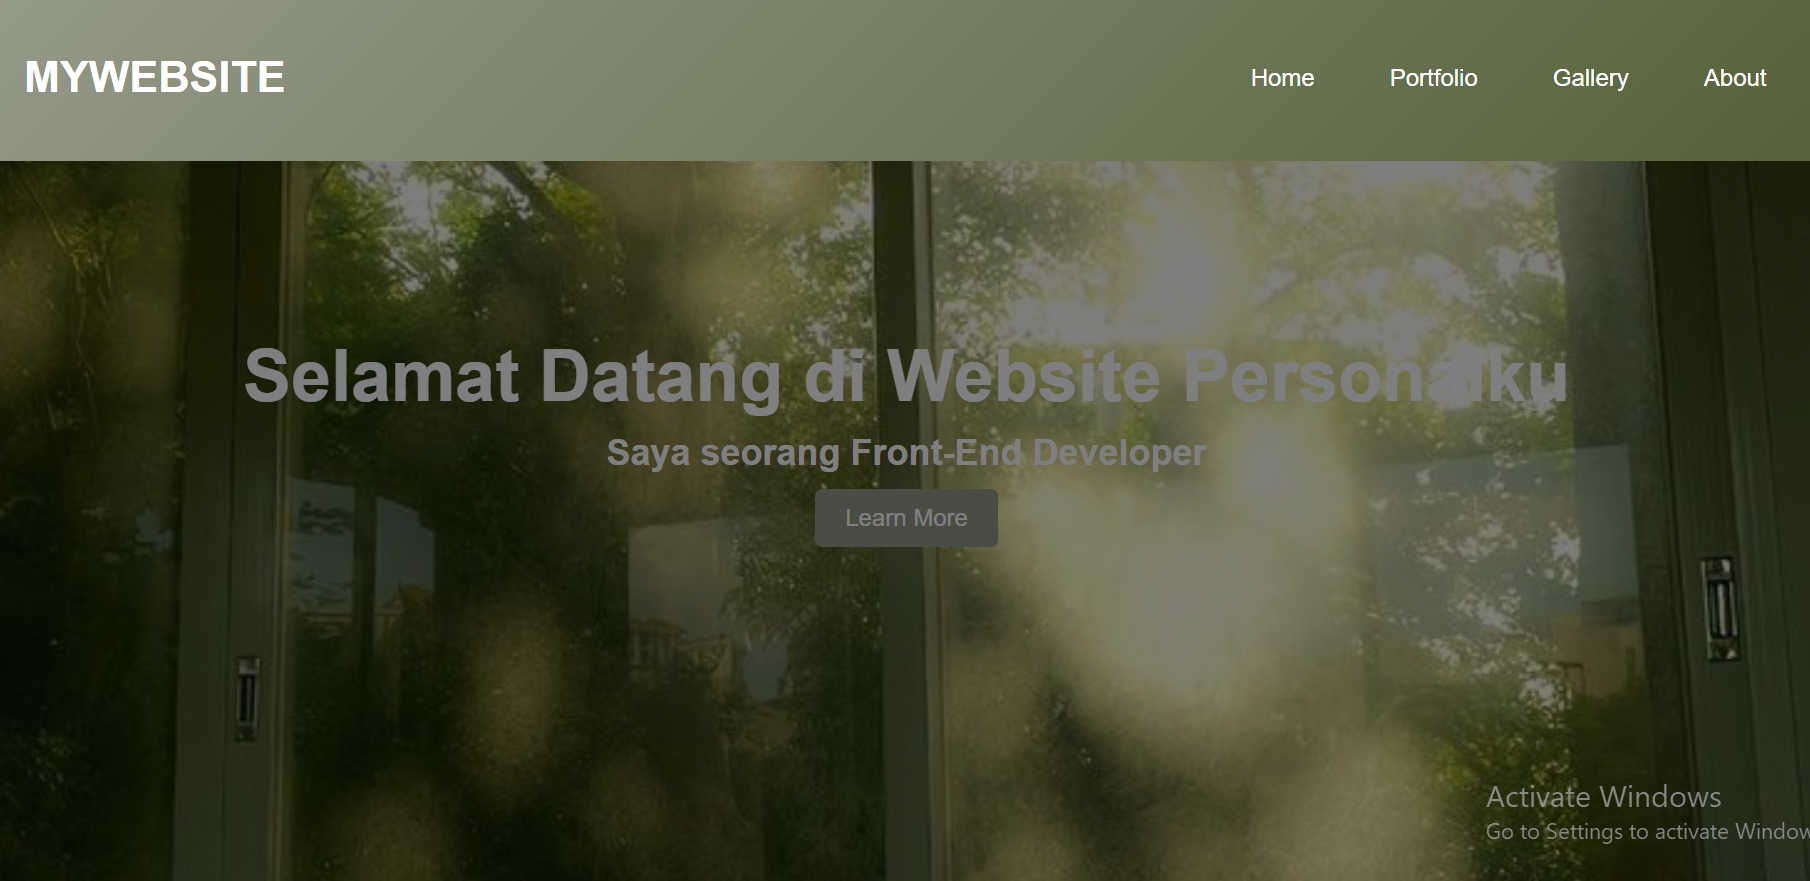 MYWEBSITE
Home Portfolio Gallery About
Selamat Datang di Website Personalku
Saya seorang Front-End Developer
Learn More
Activate Windows
Go to Settings to activate Window